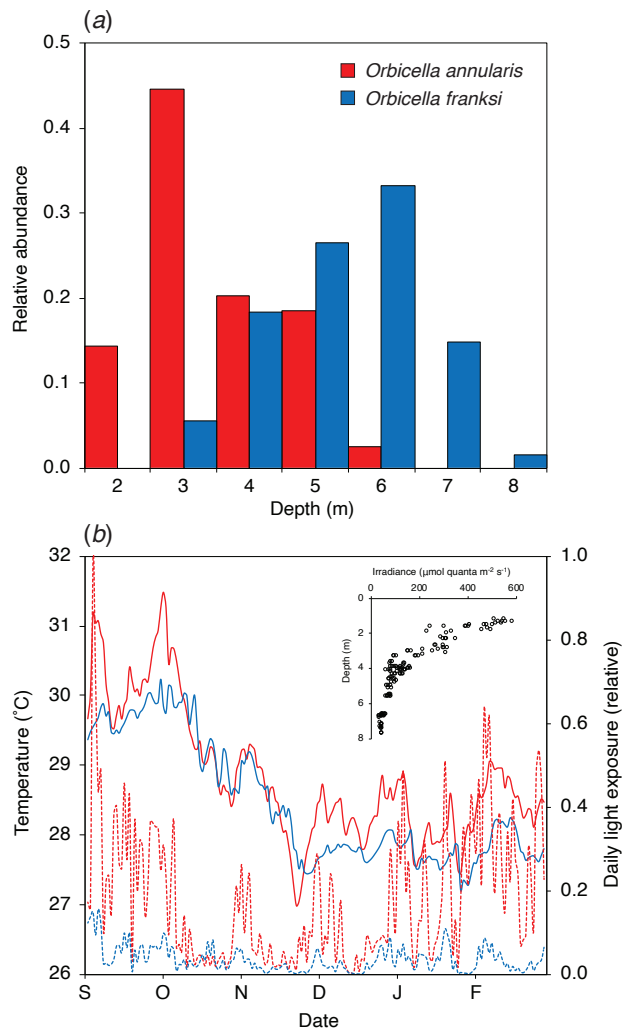 (a)
0.5
0.4
0.3
0.2
0.1
0.0
Relative abundance
Orbicella annularis
Orbicella franksi
2 3 4 5 6 7 8
Depth (m)
(b)
32
31
30
29
28
27
26
Temperature (˚C)
1.0
0.8
0.6
0.4
0.2
0.0
Daily light exposure (relative)
Irradiance (µmol quanta m-2 s-1)
0 200 400 600
0
2
4
6
8
Depth (m)
S O N D J F
Date